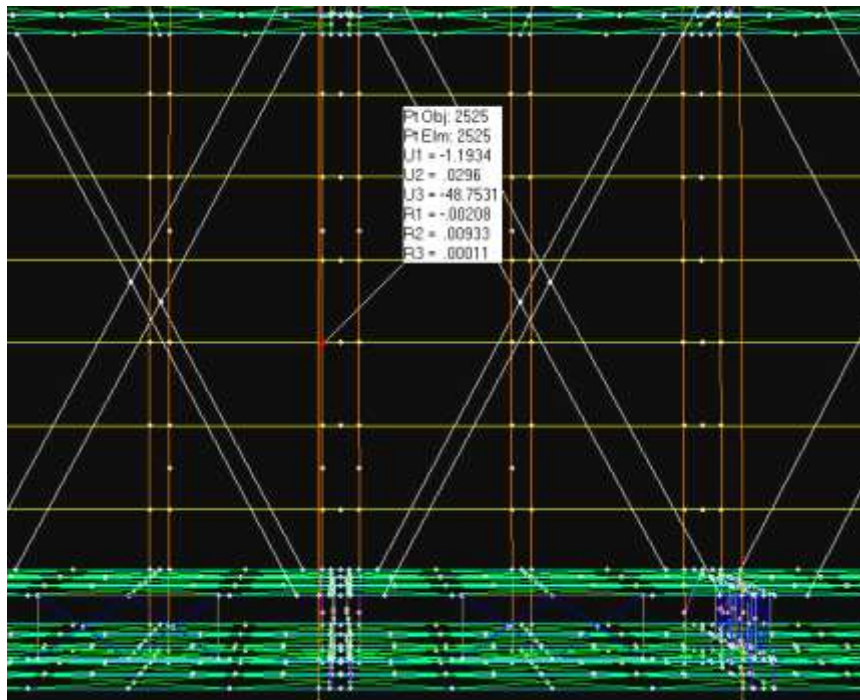 Pt Obj: 2525
Pt Elm: 2525
U1 = -1.1934
U2 = .0296
U3 = -48.7531
R1 = -.00208
R2 = .00933
R3 = .00011